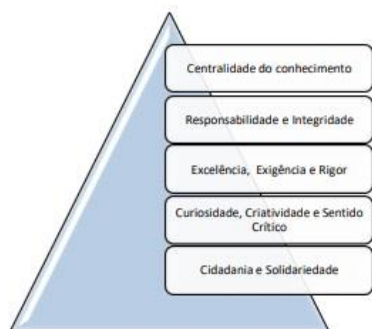 Centralidade do conhecimento
Responsabilidade e Integridade
Excelência, Exigência e Rigor
Curiosidade, Criatividade e Sentido
Crítico
Cidadania e Solidariedade